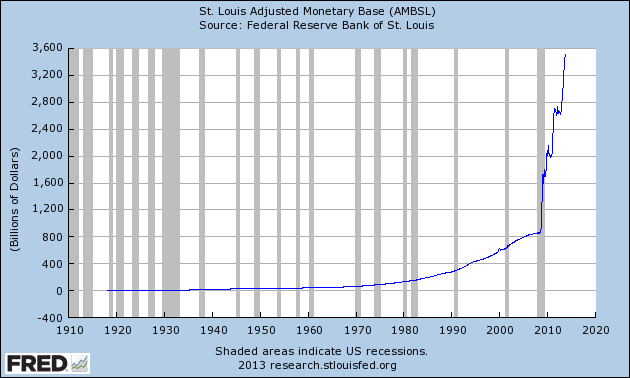 St. Louis Adjusted Monetary Base (AMBSL)
Source: Federal Reserve Bank of St. Louis
(Billions of Dollars)
3,600
3,200
2,800
2,400
2,000
1,600
1,200
800
400
0
-400
1910 1920 1930 1940 1950 1960 1970 1980 1990 2000 2010 2020
Shaded areas indicate US recessions.
2013 research.stlouisfed.org
FRED